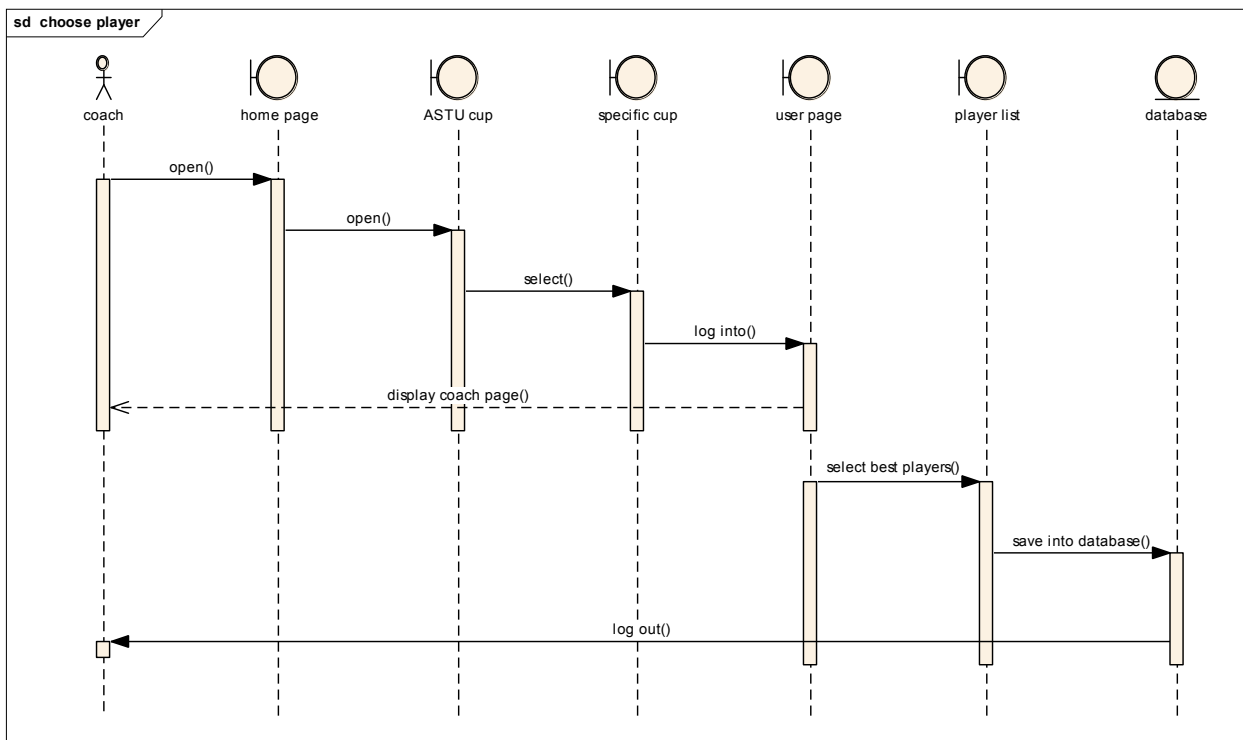 sd choose player
coach
home page
ASTU cup
specific cup
user page
player list
database
open()
open()
select()
log into()
display coach page()
select best players()
save into database()
log out()